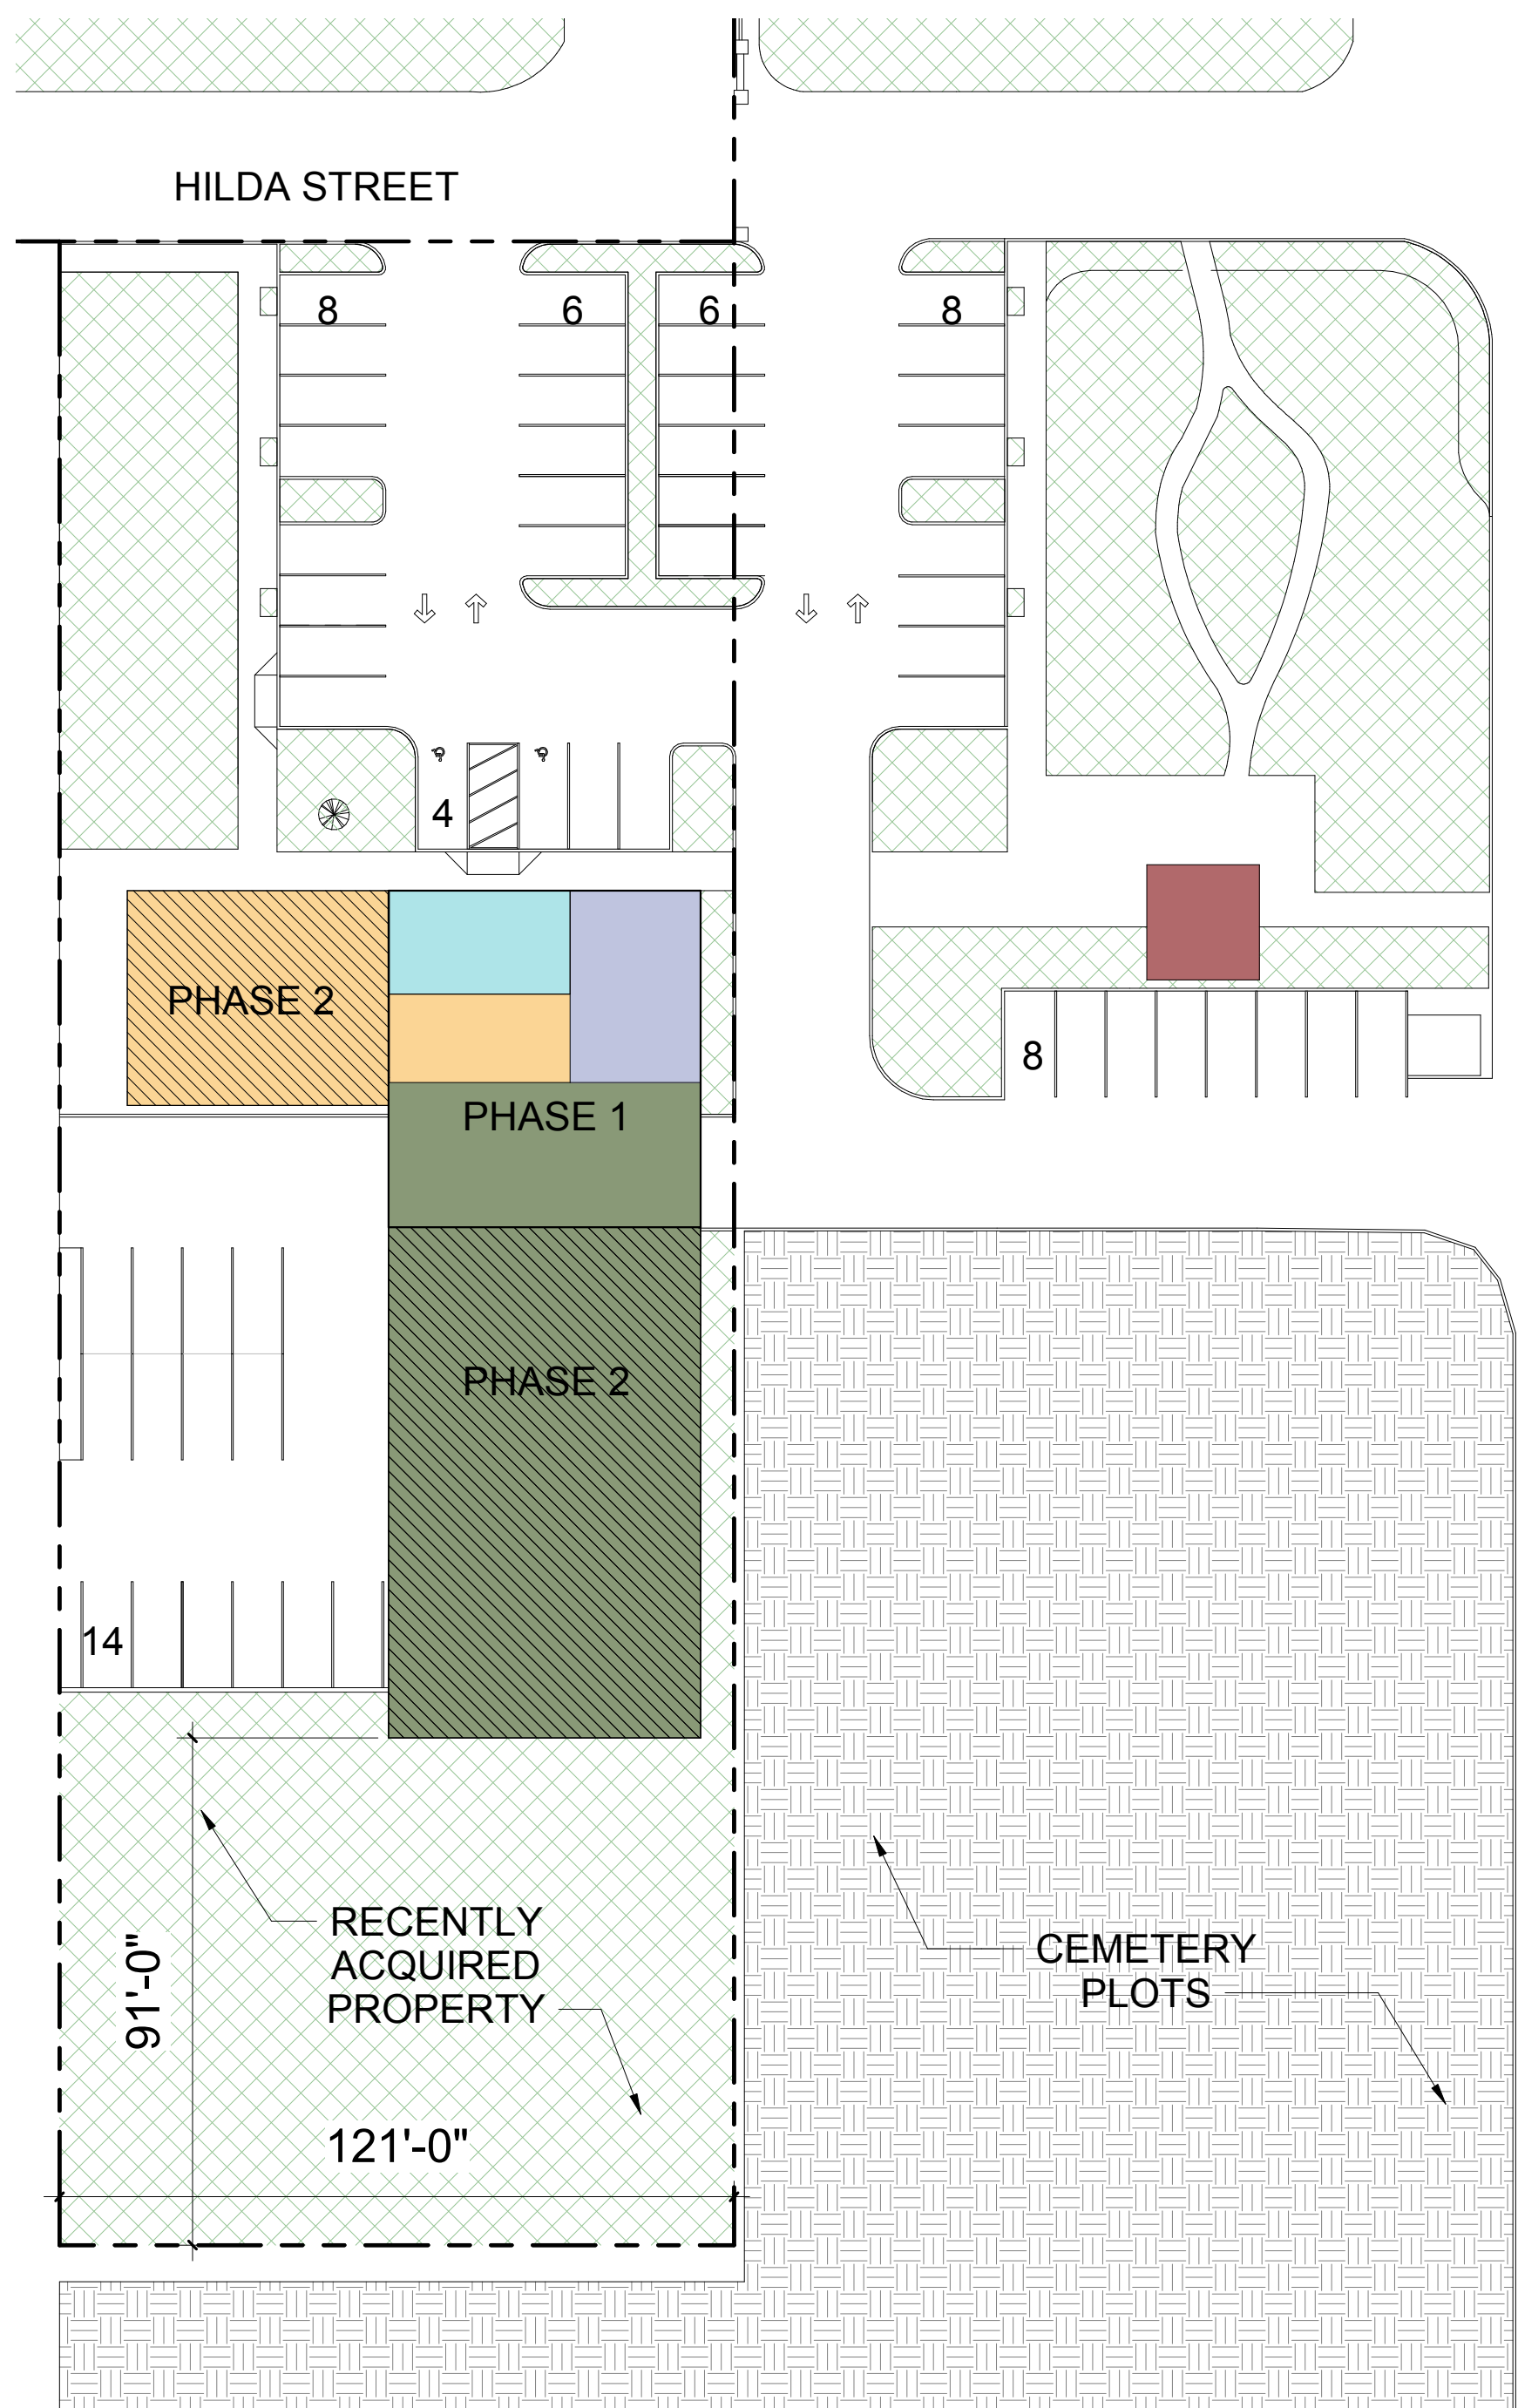 HILDA STREET
8
6
6
8
4
PHASE 2
8
PHASE 1
PHASE 2
14
RECENTLY
ACQUIRED
PROPERTY
91'-0"
CEMETERY
PLOTS
121'-0"